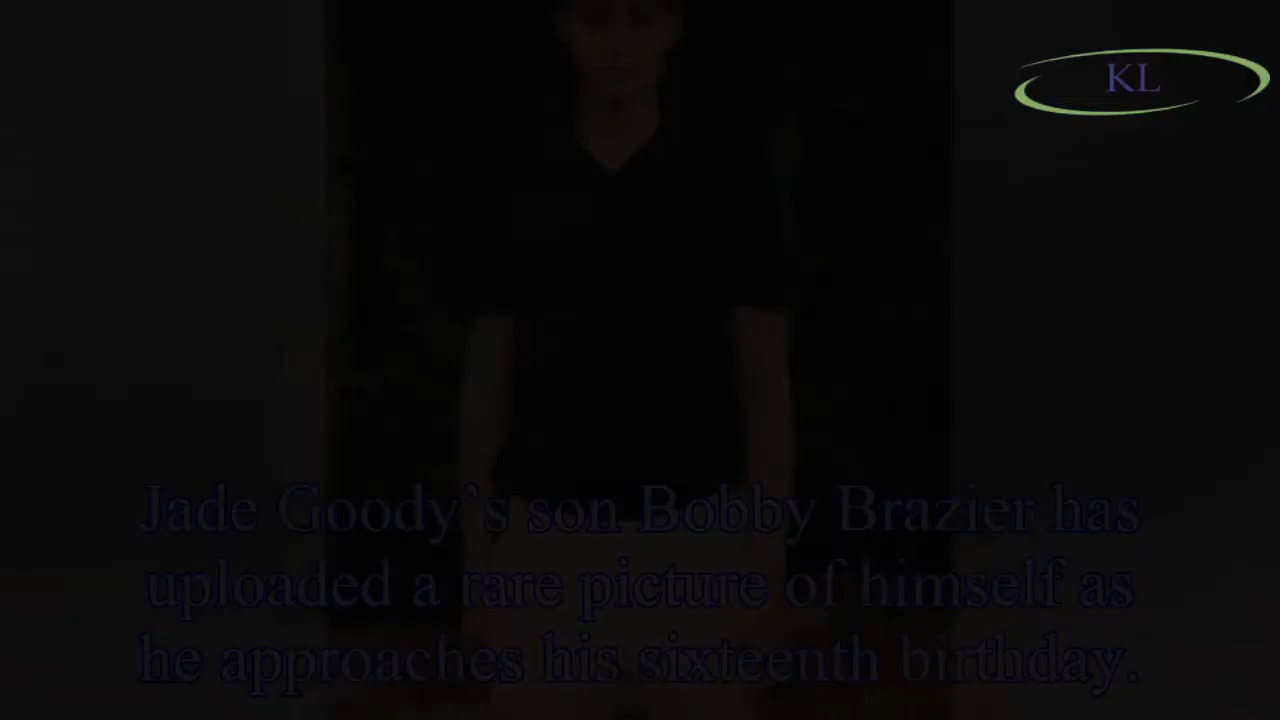 KL
Jade Goody’s son Bobby Brazier has
uploaded a rare picture of himself as
he approaches his sixteenth birthday.